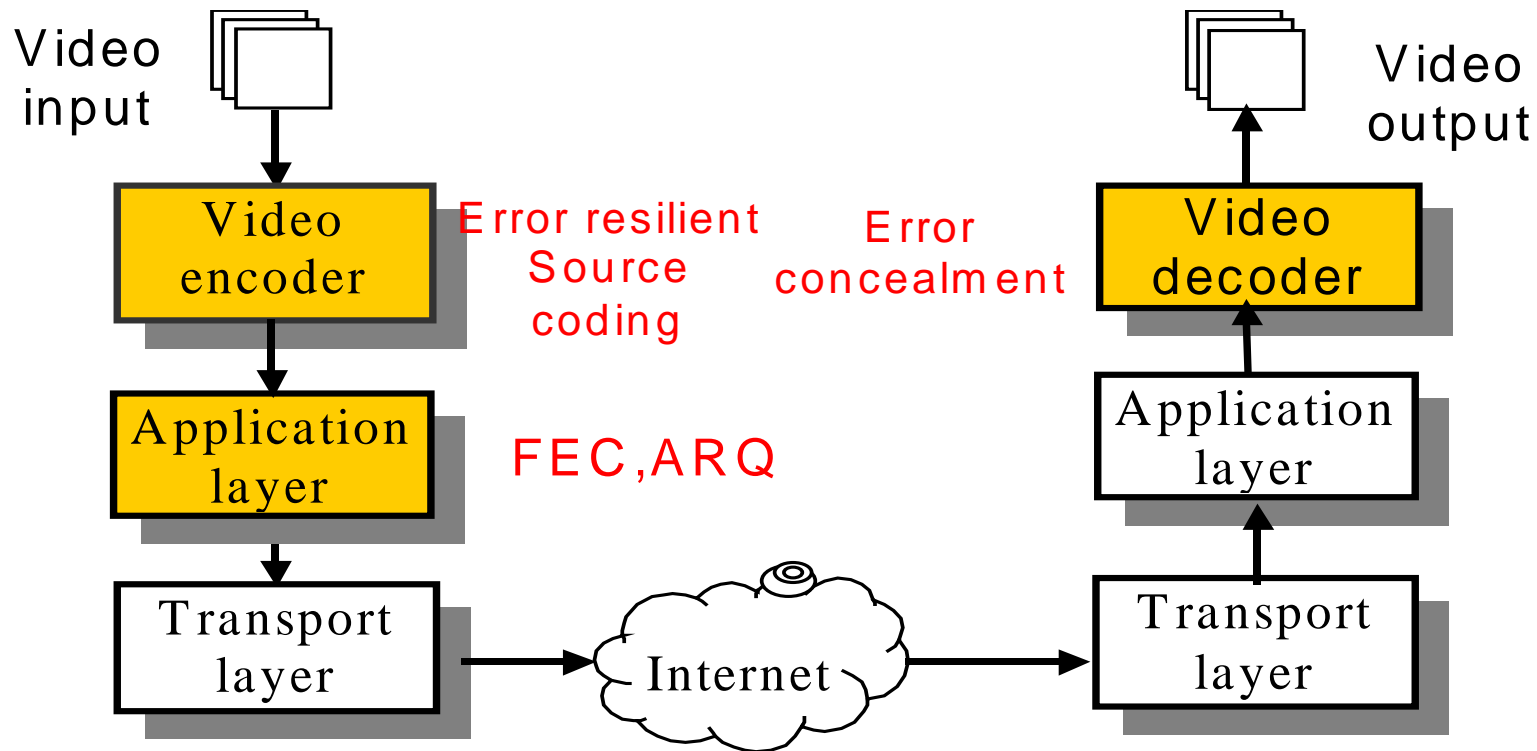 Video
input
Video
output
Video
encoder
Error resilient
Source
coding
Error
concealment
Video
decoder
Application
layer
FEC,ARQ
Application
layer
Transport
layer
Internet
Transport
layer